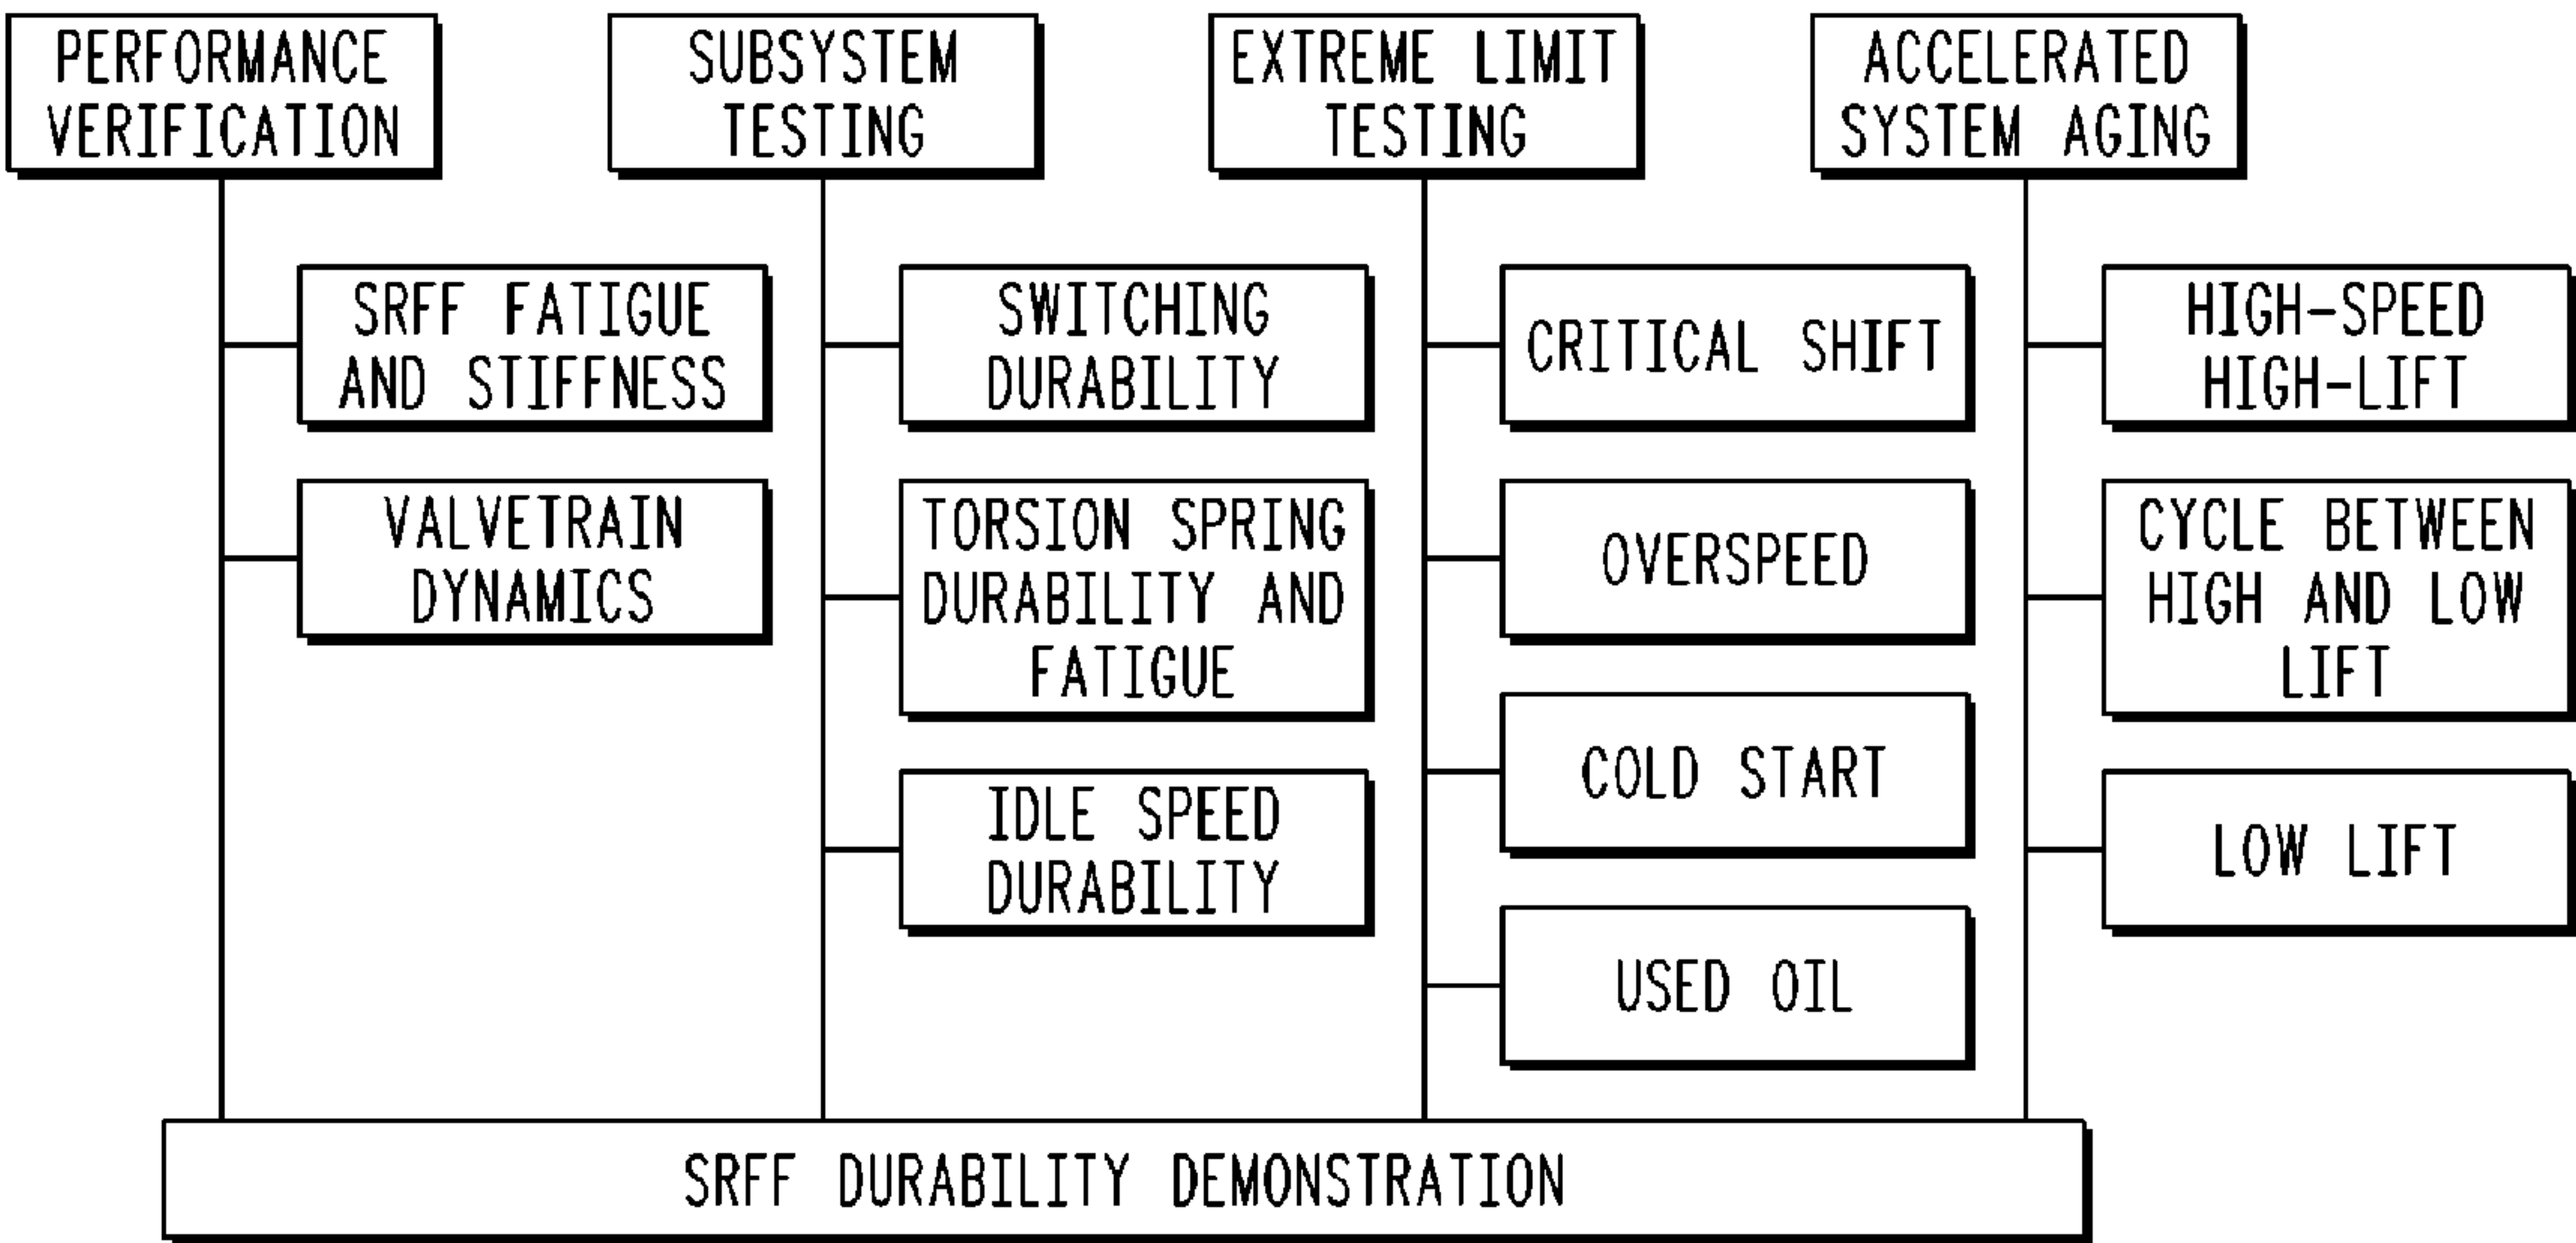 PERFORMANCE
VERIFICATION
SUBSYSTEM
TESTING
EXTREME LIMIT
TESTING
ACCELERATED
SYSTEM AGING
SRFF FATIGUE
AND STIFFNESS
VALVETRAIN
DYNAMICS
SWITCHING
DURABILITY
TORSION SPRING
DURABILITY AND
FATIGUE
IDLE SPEED
DURABILITY
CRITICAL SHIFT
OVERSPEED
COLD START
USED OIL
HIGH-SPEED
HIGH-LIFT
CYCLE BETWEEN
HIGH AND LOW
LIFT
LOW LIFT
SRFF DURABILITY DEMONSTRATION